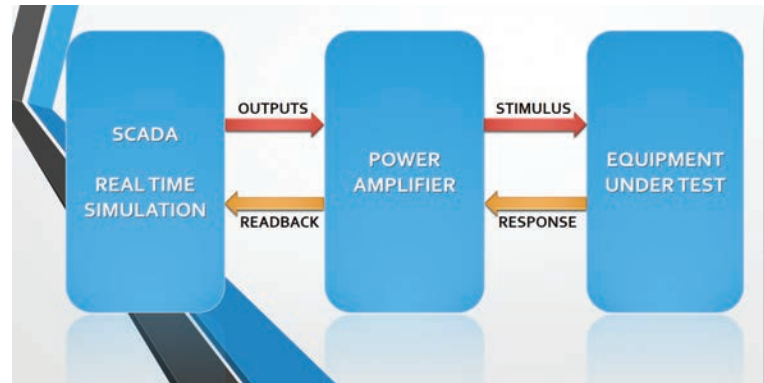 SCADA
REAL TIME
SIMULATION
OUTPUTS
READBACK
POWER
AMPLIFIER
STIMULUS
RESPONSE
EQUIPMENT
UNDER TEST